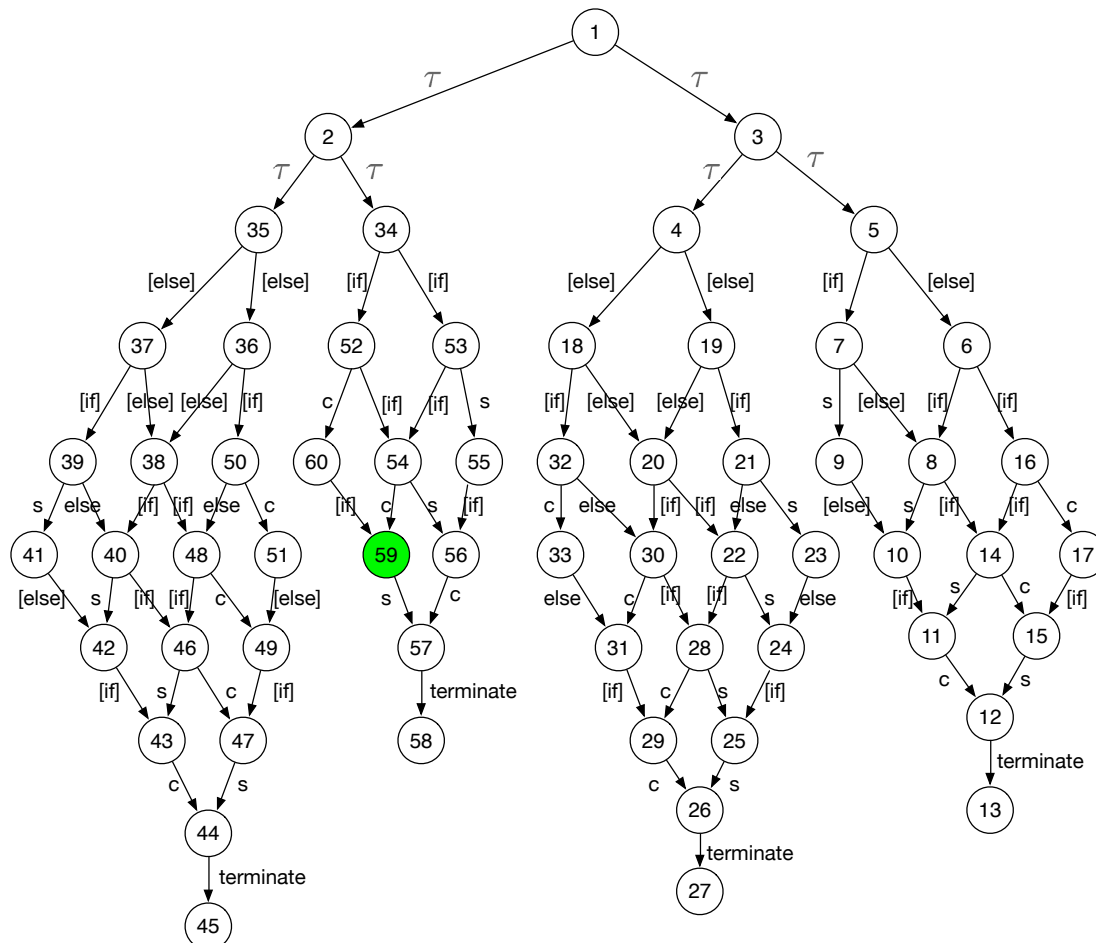 1
τ τ
2 3
τ τ τ τ
35 34 4 5
[else] [else] [if] [if] [else] [else] [if] [else]
37 36 52 53 18 19 7 6
[if] [else] [else] [if] c [if] [if] s [if] [else] [else] [if] s [else] [if] [if]
39 38 50 60 54 55 32 20 21 9 8 16
s else [if] [if] else c [if] c s [if] c else [if] [if] else s [else] s [if] [if] c
41 40 48 51 59 56 33 30 22 23 10 14 17
[else] s [if] [if] c [else] s c else c [if] [if] s else [if] s c [if]
42 46 49 57 31 28 24 11 15
[if] s c [if] terminate [if] c s [if] c s
43 47 58 29 25 12
c s c s terminate
44 26 13
terminate terminate
45 27